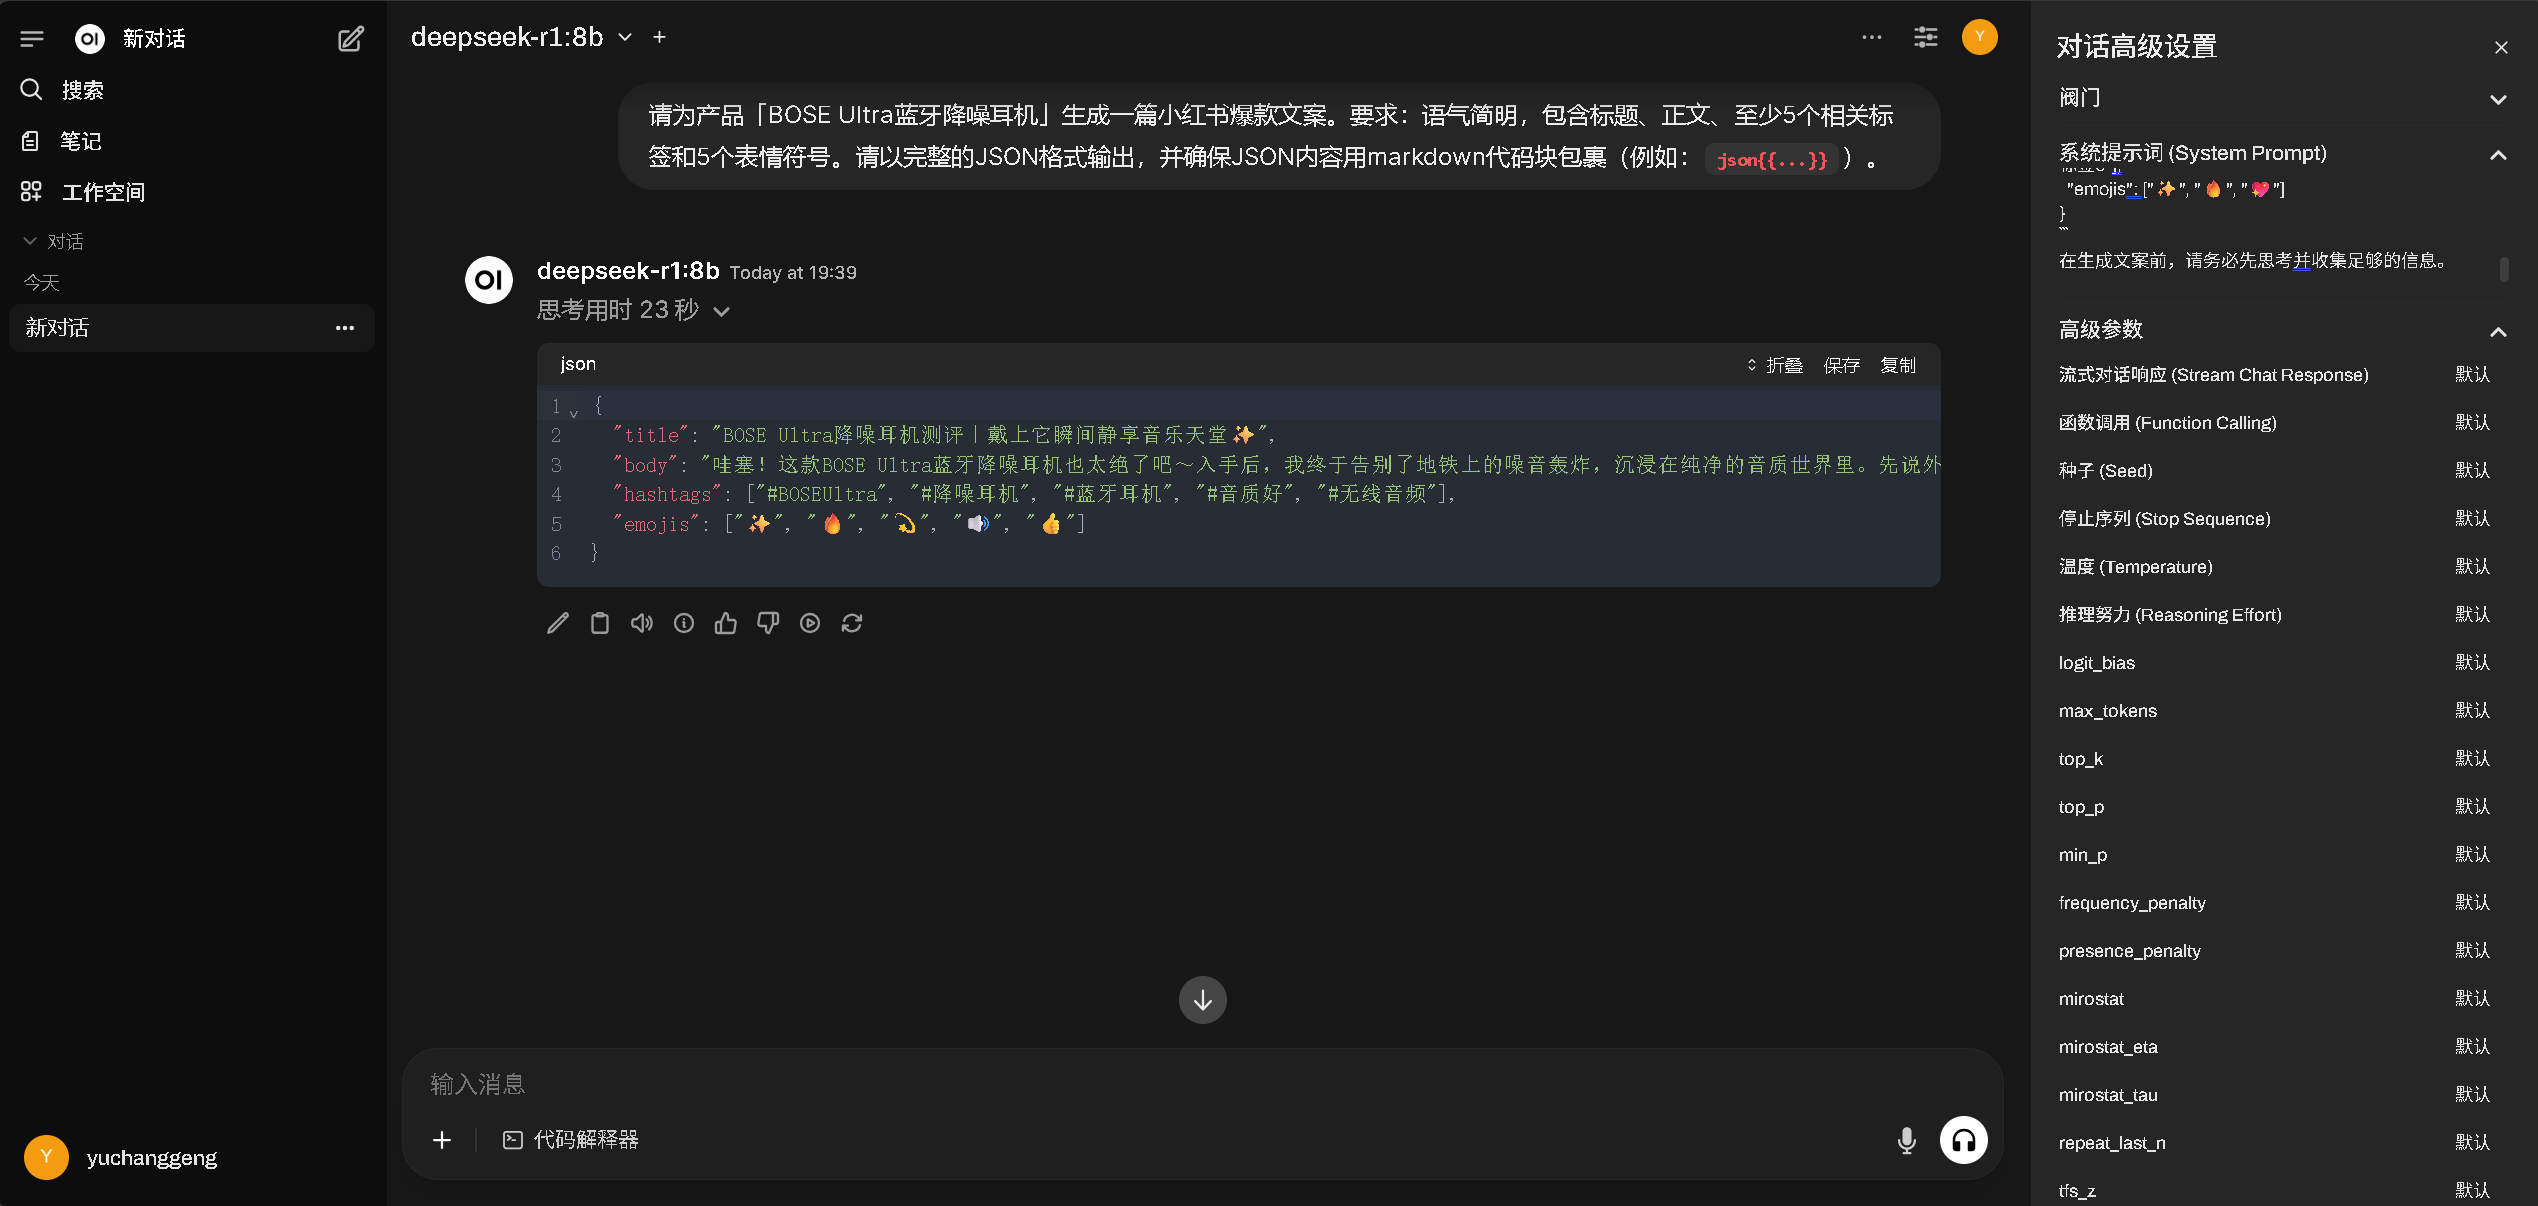 新对话
搜索
笔记
工作空间
对话
今天
新对话
Y
yuchanggeng
deepseek-r1:8b
Y
请为产品「BOSE Ultra蓝牙降噪耳机」生成一篇小红书爆款文案。要求：语气简明，包含标题、正文、至少5个相关标
签和5个表情符号。请以完整的JSON格式输出，并确保JSON内容用markdown代码块包裹（例如： json{{...}} ）。
OI
deepseek-r1:8b Today at 19:39
思考用时 23 秒
json
折叠 保存 复制
1 {
2 "title": "BOSE Ultra降噪耳机测评｜戴上它瞬间静享音乐天堂✨",
3 "body": "哇塞！这款BOSE Ultra蓝牙降噪耳机也太绝了吧～入手后，我终于告别了地铁上的噪音轰炸，沉浸在纯净的音质世界里。先说外
4 "hashtags": ["#BOSEUltra", "#降噪耳机", "#蓝牙耳机", "#音质好", "#无线音频"],
5 "emojis": ["✨", "🔥", "💫", "🔊", "👍"]
6 }
输入消息
代码解释器
对话高级设置
阀门
系统提示词 (System Prompt)
"emojis": ["✨", "🔥", "💖"]
}
```
在生成文案前，请务必先思考并收集足够的信息。
高级参数
流式对话响应 (Stream Chat Response) 默认
函数调用 (Function Calling) 默认
种子 (Seed) 默认
停止序列 (Stop Sequence) 默认
温度 (Temperature) 默认
推理努力 (Reasoning Effort) 默认
logit_bias 默认
max_tokens 默认
top_k 默认
top_p 默认
min_p 默认
frequency_penalty 默认
presence_penalty 默认
mirostat 默认
mirostat_eta 默认
mirostat_tau 默认
repeat_last_n 默认
tfs_z 默认